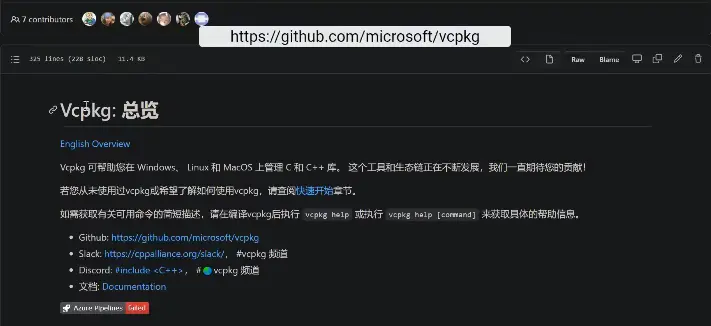 7 contributors
https://github.com/microsoft/vcpkg
325 lines (220 sloc) 11.4 KB
Raw
Blame
Vcpkg: 总览
English Overview
Vcpkg 可帮助您在 Windows、 Linux 和 MacOS 上管理 C 和 C++ 库。 这个工具和生态链正在不断发展，我们一直期待您的贡献！
若您从未使用过vcpkg或希望了解如何使用vcpkg，请查阅快速开始章节。
如需获取有关可用命令的简短描述，请在编译vcpkg后执行 vcpkg help 或执行 vcpkg help [command] 来获取具体的帮助信息。
Github: https://github.com/microsoft/vcpkg
Slack: https://cppalliance.org/slack/， #vcpkg 频道
Discord: #include <C++>， #🌏vcpkg 频道
文档: Documentation
Azure Pipelines failed